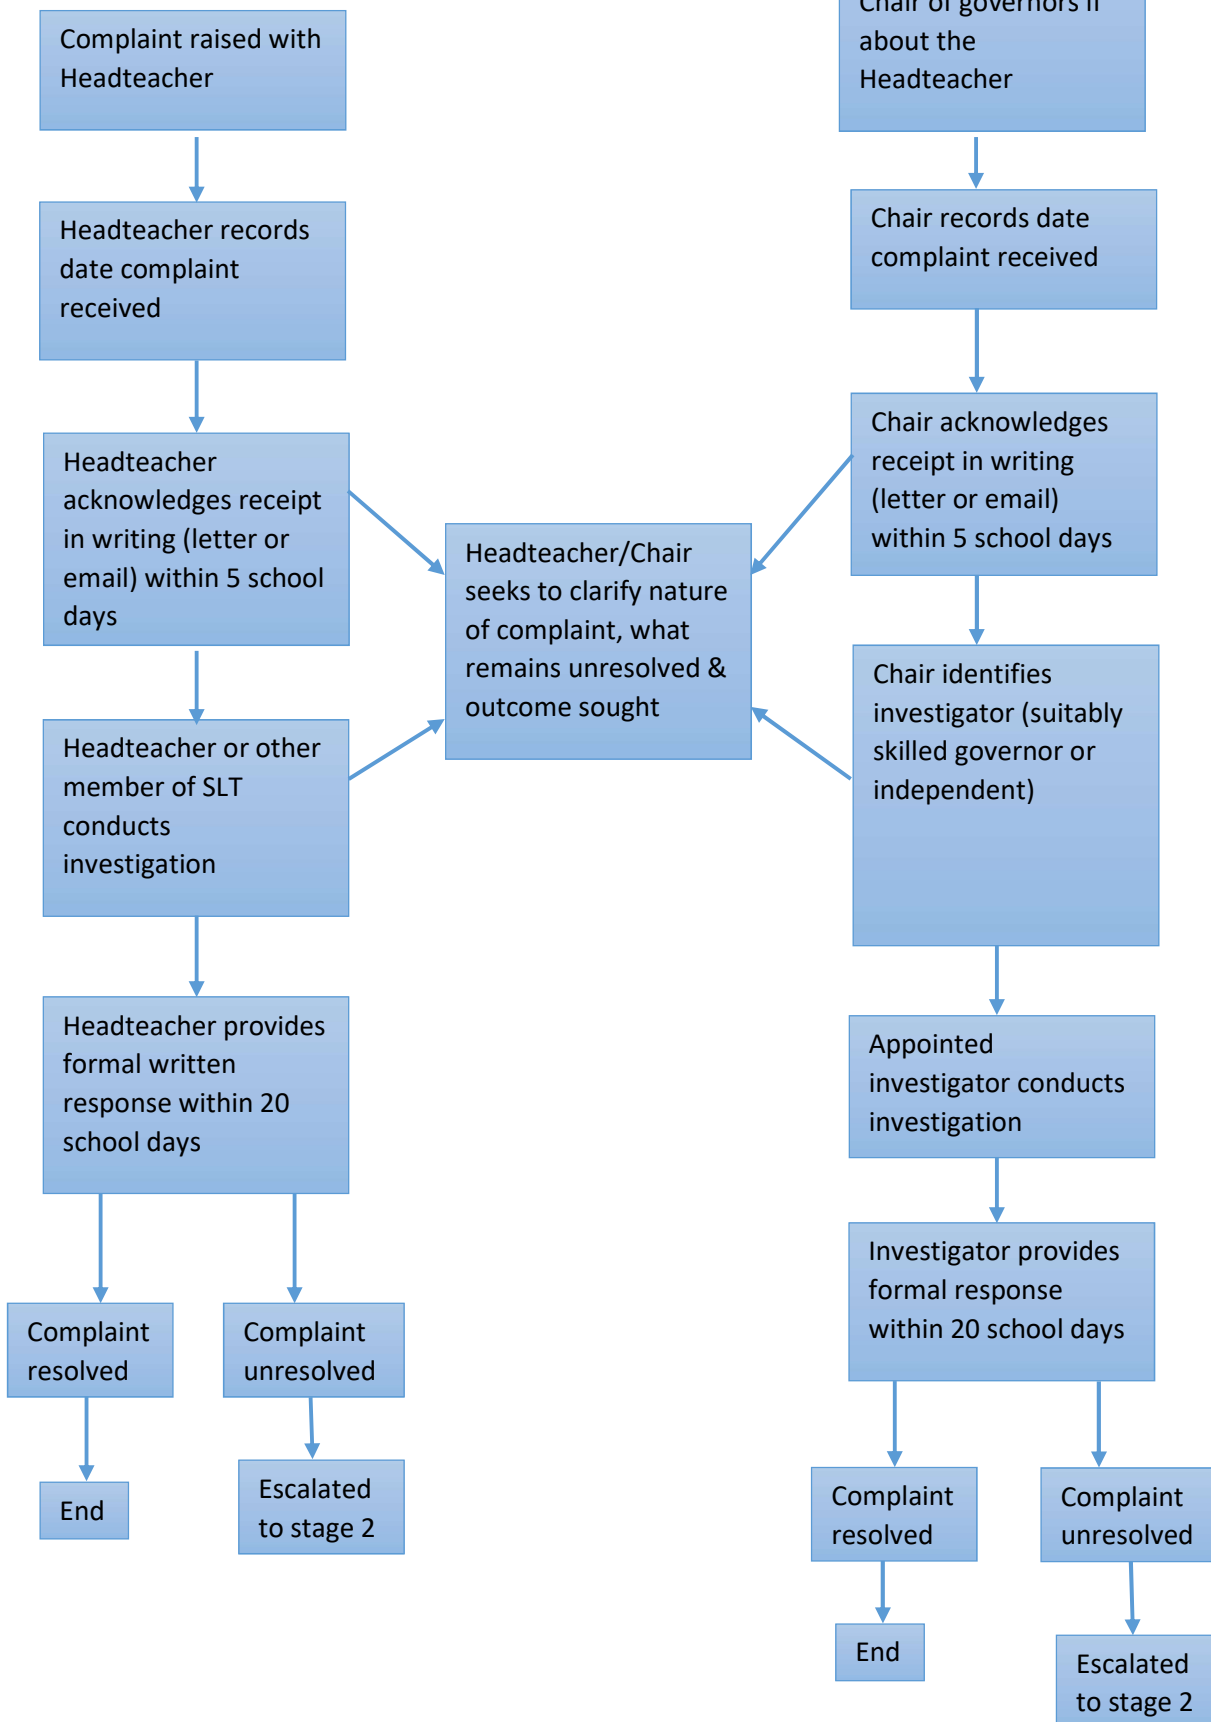 Complaint raised with
Headteacher
Headteacher records
date complaint
received
Headteacher
acknowledges receipt
in writing (letter or
email) within 5 school
days
Headteacher or other
member of SLT
conducts
investigation
Headteacher provides
formal written
response within 20
school days
Complaint
resolved
Complaint
unresolved
End
Escalated
to stage 2
Headteacher/Chair
seeks to clarify nature
of complaint, what
remains unresolved &
outcome sought
Chair of governors if
about the
Headteacher
Chair records date
complaint received
Chair acknowledges
receipt in writing
(letter or email)
within 5 school days
Chair identifies
investigator (suitably
skilled governor or
independent)
Appointed
investigator conducts
investigation
Investigator provides
formal response
within 20 school days
Complaint
resolved
Complaint
unresolved
End
Escalated
to stage 2